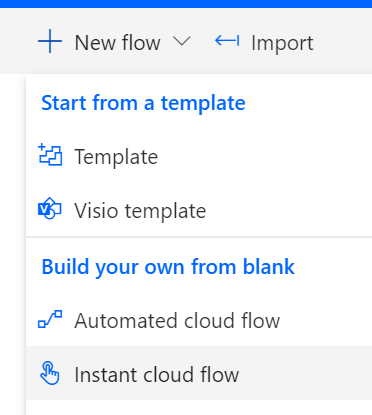 New flow Import
Start from a template
Template
Visio template
Build your own from blank
Automated cloud flow
Instant cloud flow